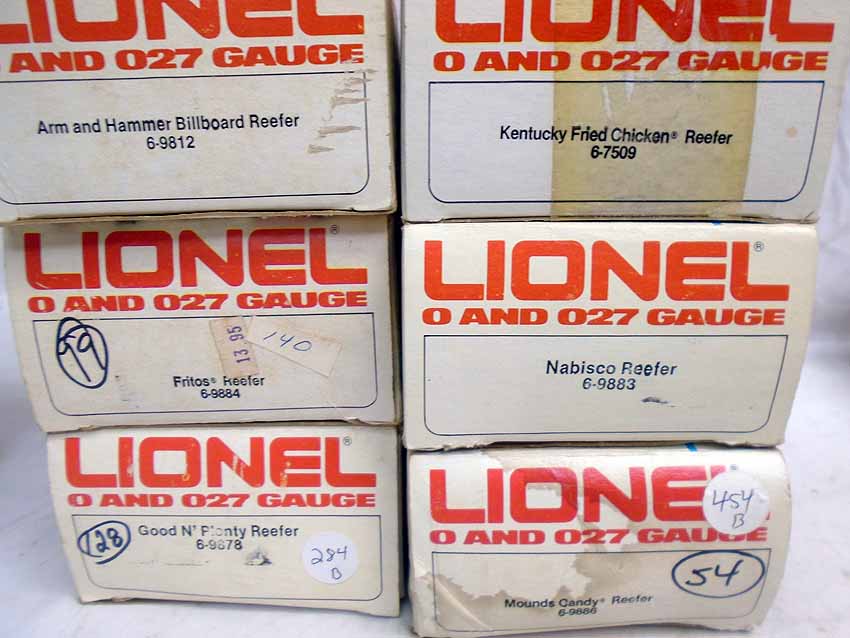 LIONEL
O AND 027 GAUGE
Arm and Hammer Billboard Reefer
6-9812
LIONEL
O AND 027 GAUGE
Kentucky Fried Chicken® Reefer
6-7509
LIONEL®
O AND 027 GAUGE
99
13.95
140
Fritos® Reefer
6-9884
LIONEL®
O AND 027 GAUGE
Nabisco Reefer
6-9883
LIONEL®
O AND 027 GAUGE
128
Good N' Plenty Reefer
6-9878
284
B
LIONEL
O AND 027 GAUGE
454
B
54
Mounds Candy® Reefer
6-9886